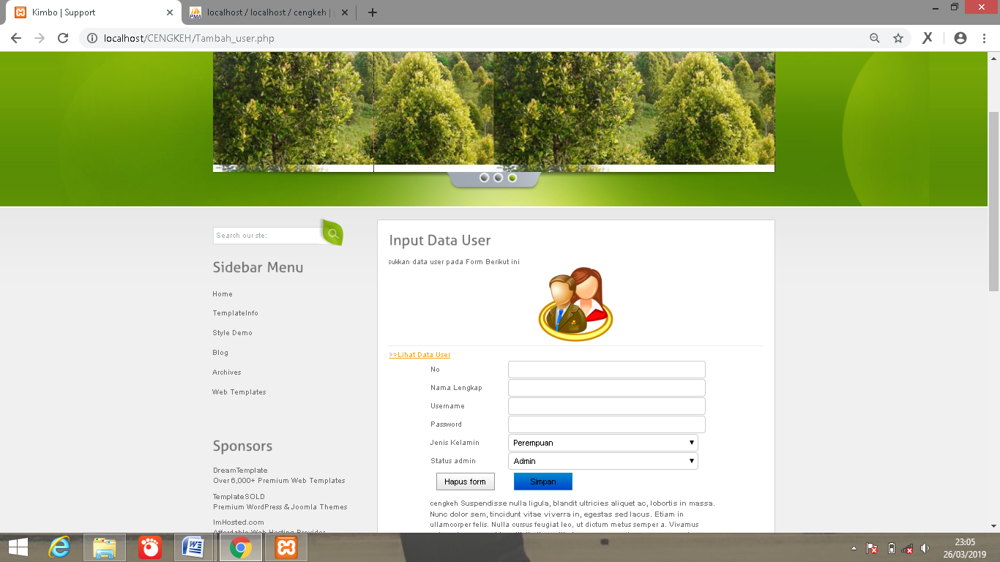 Kimbo | Support
localhost / localhost / cengkeh |
localhost/CENGKEH/Tambah_user.php
Search our ste:
Sidebar Menu
Home
TemplateInfo
Style Demo
Blog
Archives
Web Templates
Sponsors
DreamTemplate
Over 6,000+ Premium Web Templates
TemplateSOLD
Premium WordPress & Joomla Themes
ImHosted.com
Affordable Web Hosting Provider
Input Data User
sukkan data user pada Form Berikut ini
>>Lihat Data User
No
Nama Lengkap
Username
Password
Jenis Kelamin Perempuan
Status admin Admin
Hapus form Simpan
cengkeh Suspendisse nulla ligula, blandit ultricies aliquet ac, lobortis in massa.
Nunc dolor sem, tincidunt vitae viverra in, egestas sed lacus. Etiam in
ullamcorper felis. Nulla cursus feugiat leo, ut dictum metus semper a. Vivamus
23:05
26/03/2019